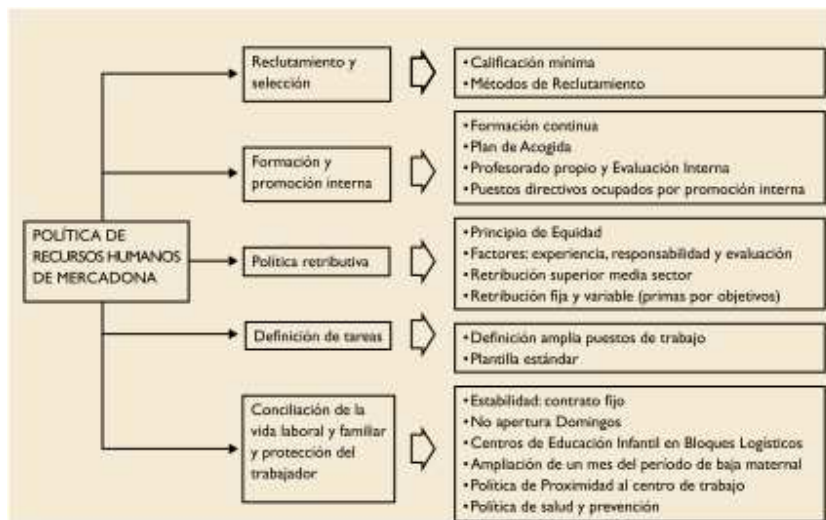 Reclutamiento y
selección
•Calificación mínima
•Métodos de Reclutamiento
Formación y
promoción interna
•Formación continua
•Plan de Acogida
•Profesorado propio y Evaluación Interna
•Puestos directivos ocupados por promoción interna
POLÍTICA DE
RECURSOS HUMANOS
DE MERCADONA
Política retributiva
•Principio de Equidad
•Factores: experiencia, responsabilidad y evaluación
•Retribución superior media sector
•Retribución fija y variable (primas por objetivos)
Definición de tareas
•Definición amplia puestos de trabajo
•Plantilla estándar
Conciliación de la
vida laboral y familiar
y protección del
trabajador
•Estabilidad: contrato fijo
•No apertura Domingos
•Centros de Educación Infantil en Bloques Logísticos
•Ampliación de un mes del período de baja maternal
•Política de Proximidad al centro de trabajo
•Política de salud y prevención